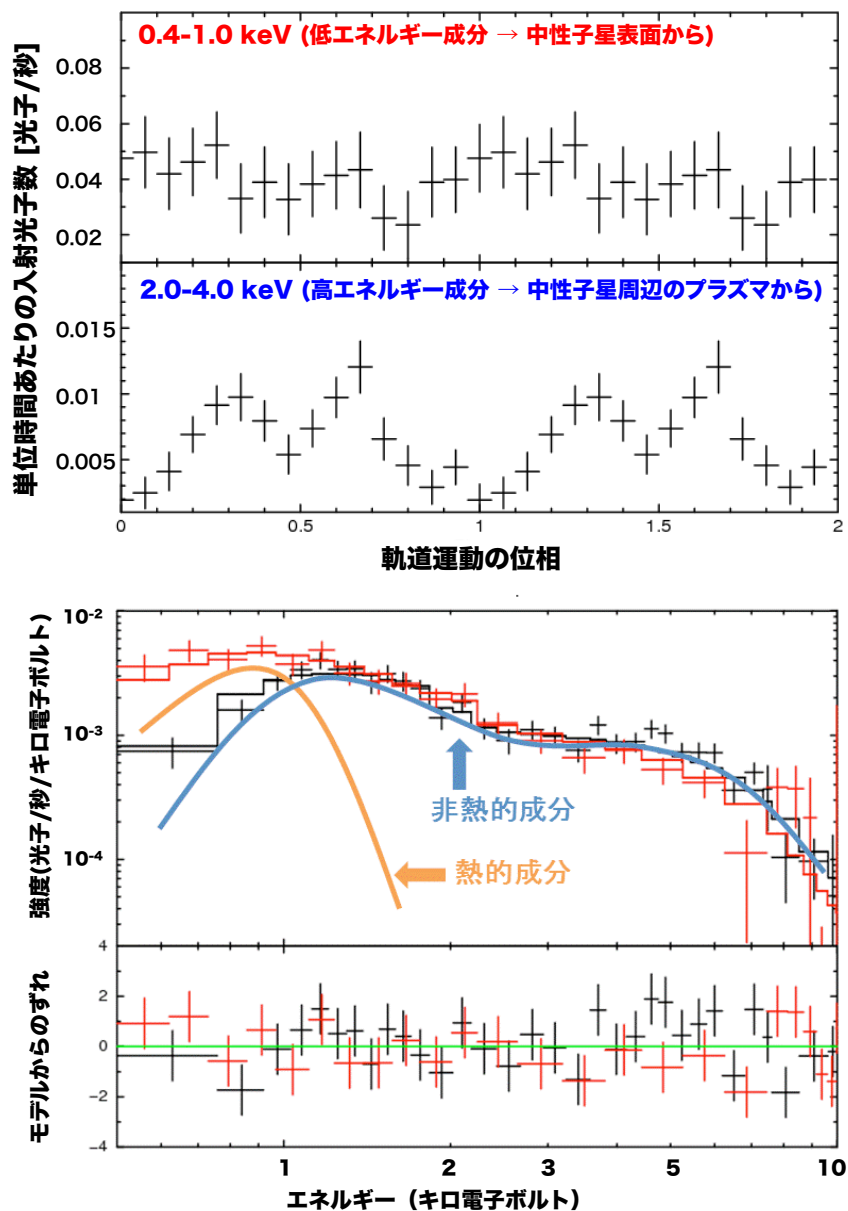 単位時間あたりの入射光子数 [光子/秒]
0.4-1.0 keV (低エネルギー成分 → 中性子星表面から)
0.08
0.06
0.04
0.02
2.0-4.0 keV (高エネルギー成分 → 中性子星周辺のプラズマから)
0.015
0.01
0.005
0
0.5
1
1.5
2
軌道運動の位相
強度(光子/秒/キロ電子ボルト)
10-2
10-3
10-4
非熱的成分
熱的成分
モデルからのずれ
4
2
0
−2
−4
1
2
3
5
10
エネルギー（キロ電子ボルト）